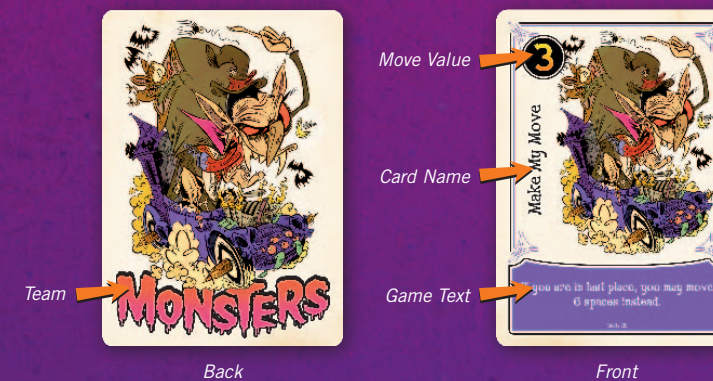 Move Value
3
Make My Move
Card Name
Team
MONSTERS
Game Text
If you are in last place, you may move
6 spaces instead.
Back
Front